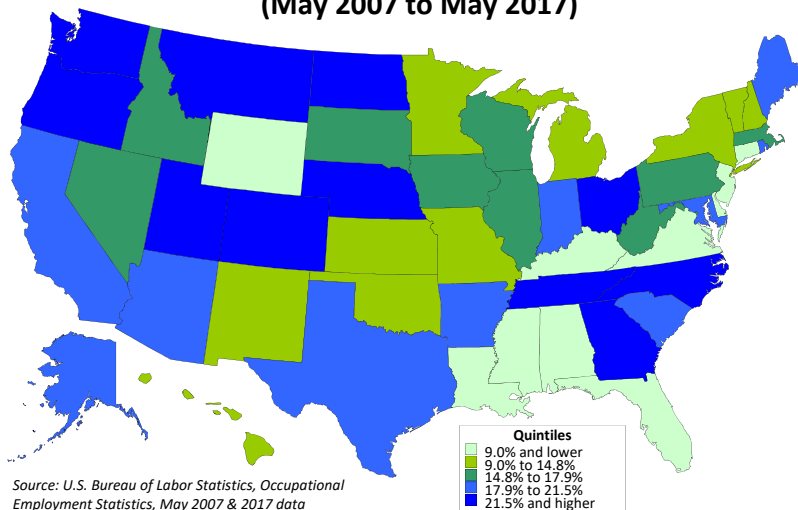 (May 2007 to May 2017)
Quintiles
9.0% and lower
9.0% to 14.8%
14.8% to 17.9%
17.9% to 21.5%
21.5% and higher
Source: U.S. Bureau of Labor Statistics, Occupational
Employment Statistics, May 2007 & 2017 data